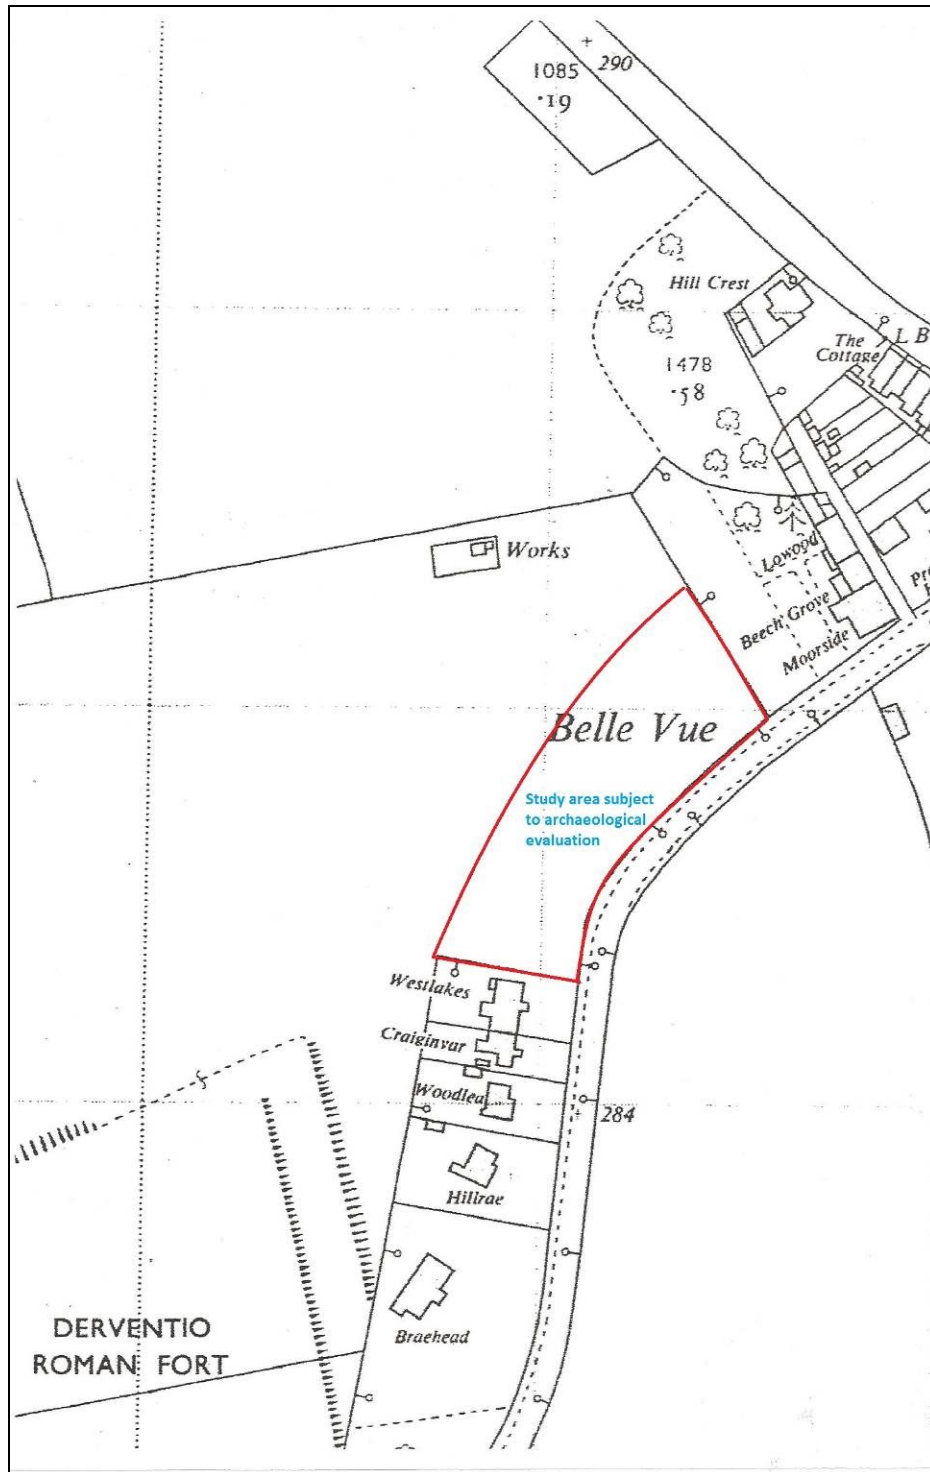 290
1085
·19
Hill Crest
L B
The
Cottage
1478
·58
Works
Lowood
Beech Grove
Moorside
Belle Vue
Study area subject
to archaeological
evaluation
Westlakes
Craiginvar
Woodlea
284
Hillrae
Braehead
DERVENTIO
ROMAN FORT